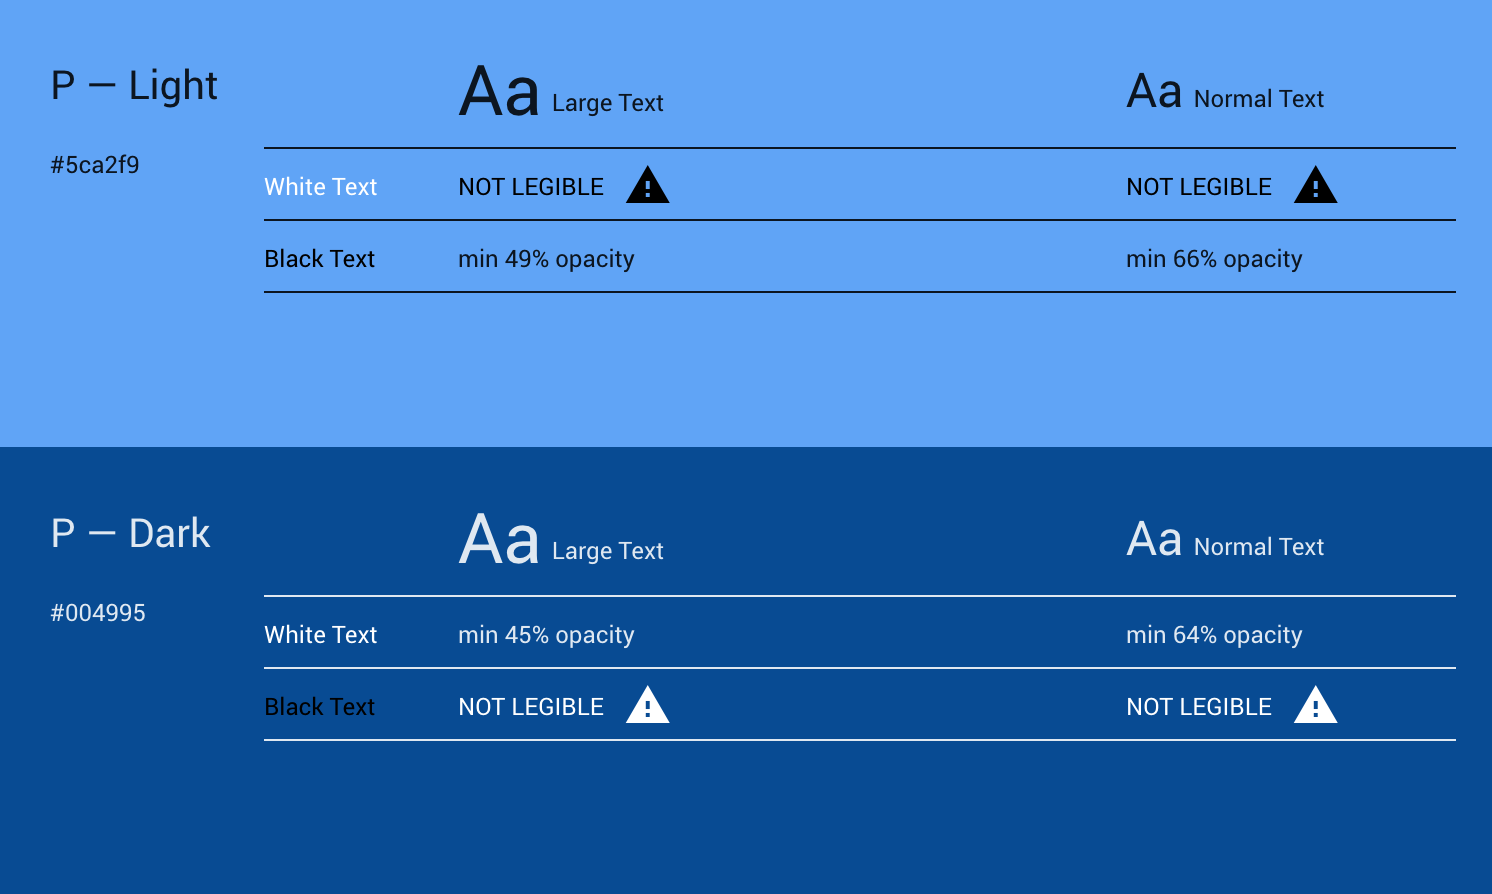 P — Light
Aa Large Text
Aa Normal Text
#5ca2f9
White Text NOT LEGIBLE NOT LEGIBLE
Black Text min 49% opacity min 66% opacity
P — Dark
Aa Large Text
Aa Normal Text
#004995
White Text min 45% opacity min 64% opacity
Black Text NOT LEGIBLE NOT LEGIBLE